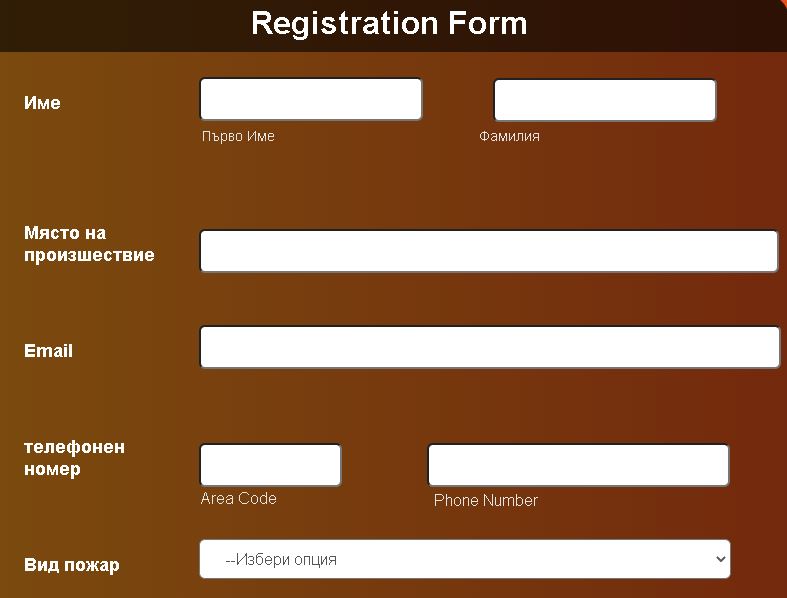 Registration Form
Име
Първо Име
Фамилия
Място на
произшествие
Email
телефонен
номер
Area Code
Phone Number
Вид пожар
--Избери опция